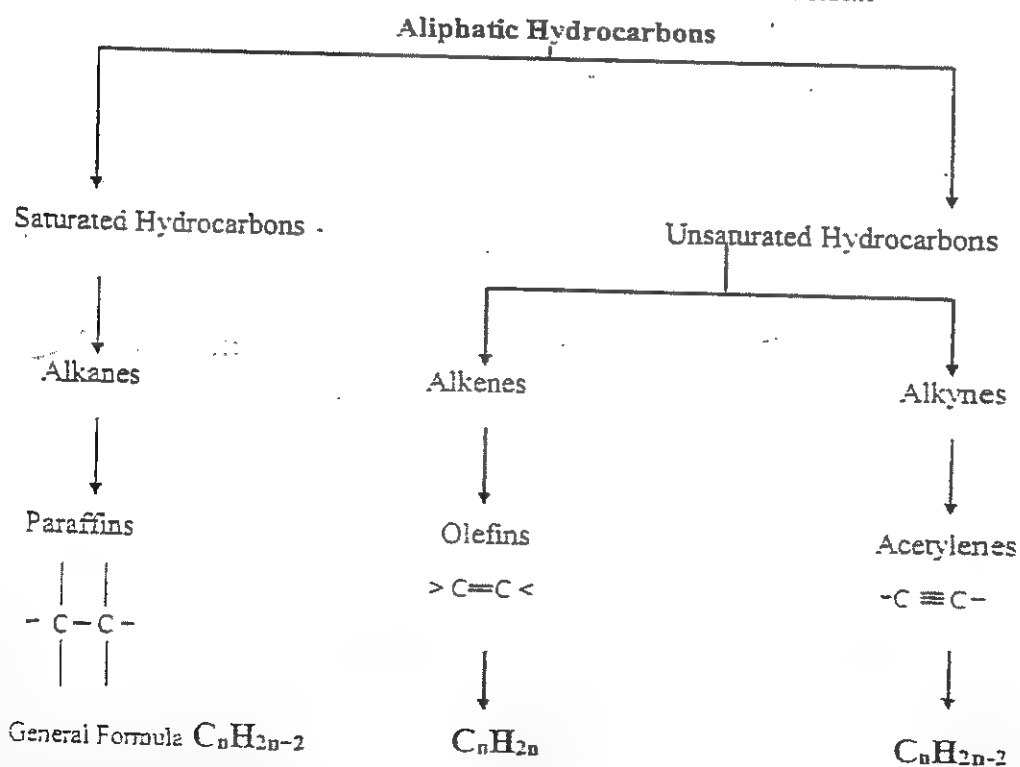 Aliphatic Hydrocarbons
Saturated Hydrocarbons
Unsaturated Hydrocarbons
Alkanes
Alkenes
Alkynes
Paraffins
Olefins
Acetylenes
- C - C -
> C = C <
- C ≡ C -
General Formula CₙH₂ₙ₋₂
CₙH₂ₙ
CₙH₂ₙ₋₂